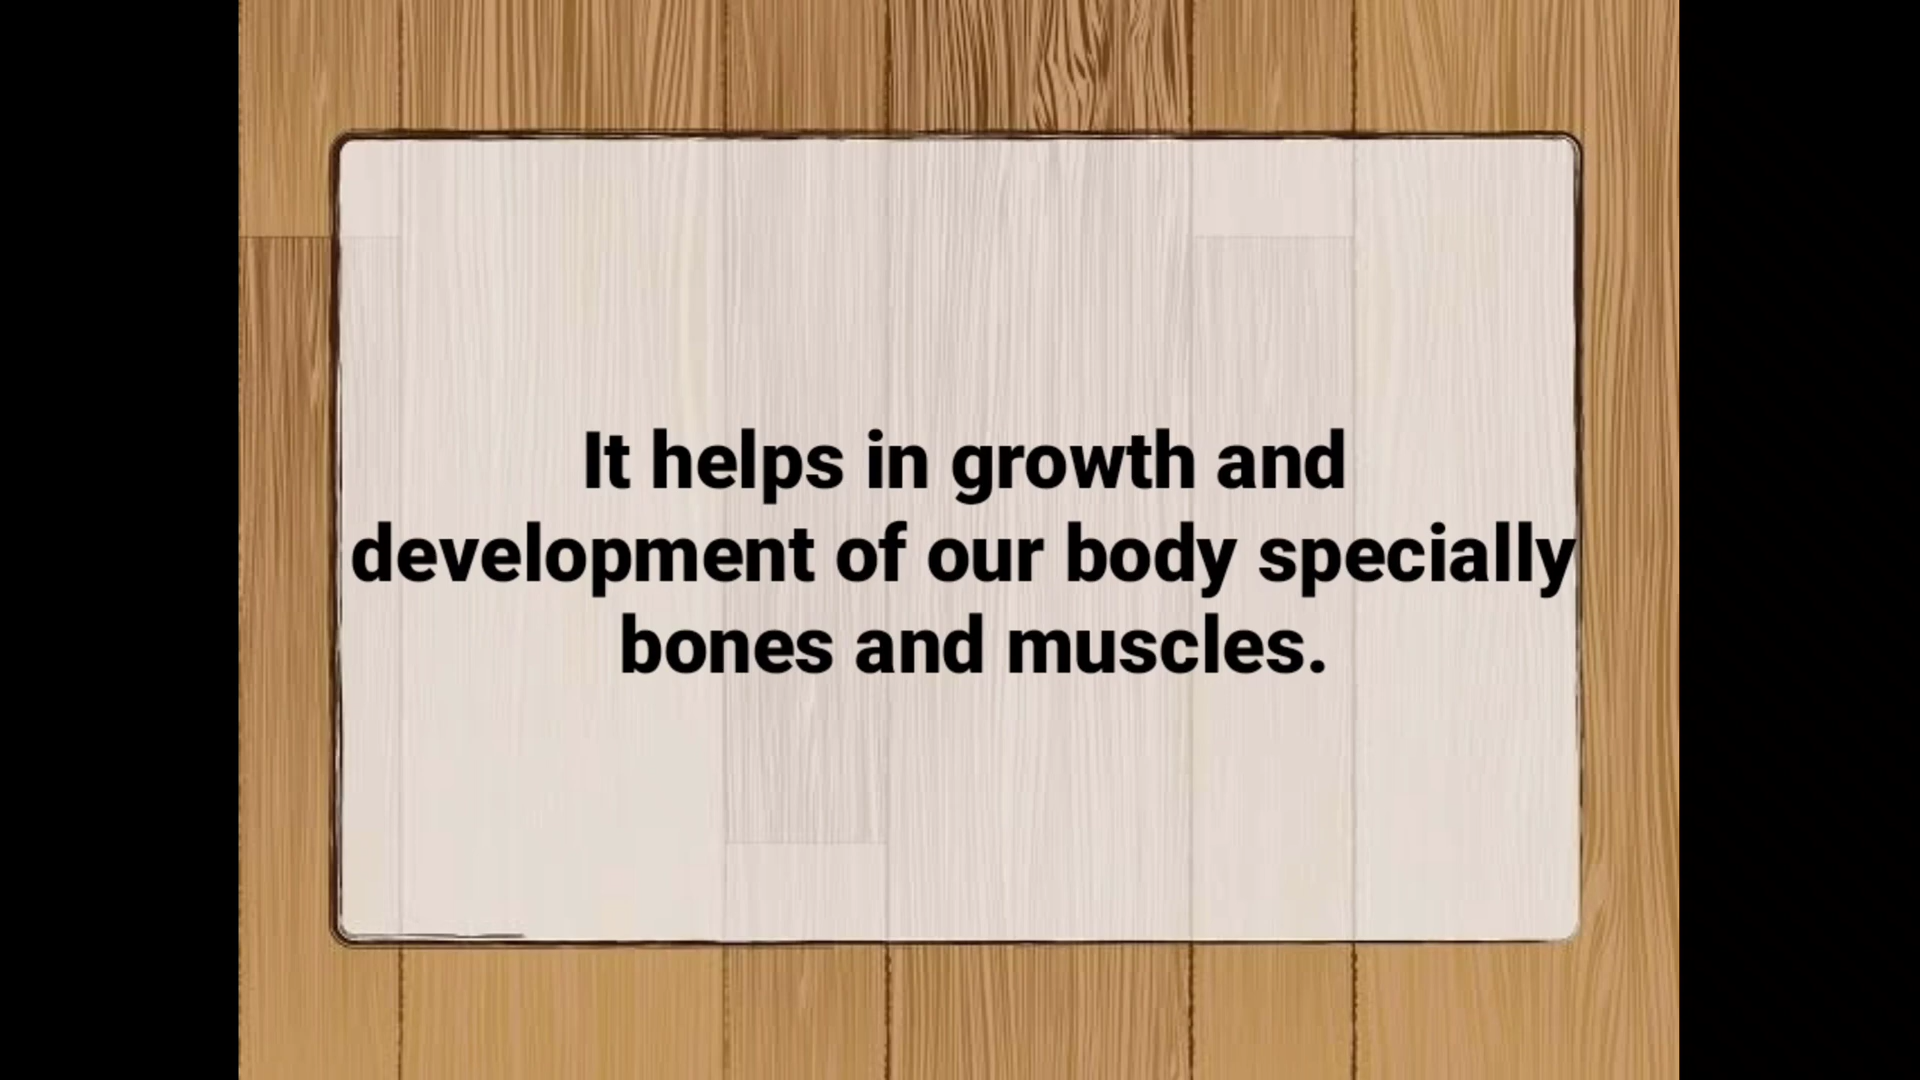 It helps in growth and
development of our body specially
bones and muscles.